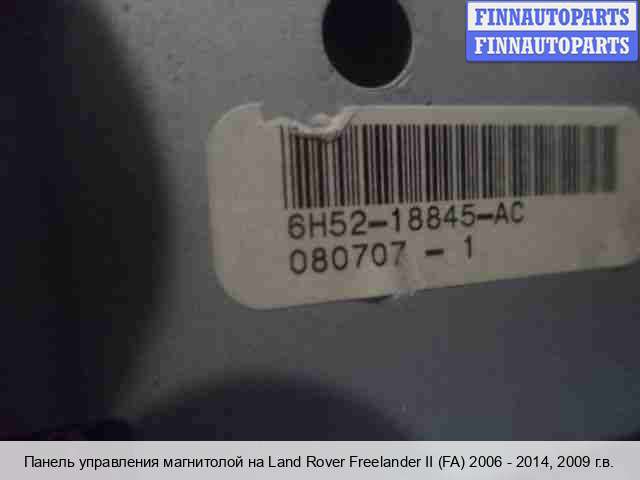 FINNAUTOPARTS
FINNAUTOPARTS
6H52-18845-AC
080707 - 1
Панель управления магнитолой на Land Rover Freelander II (FA) 2006 - 2014, 2009 г.в.